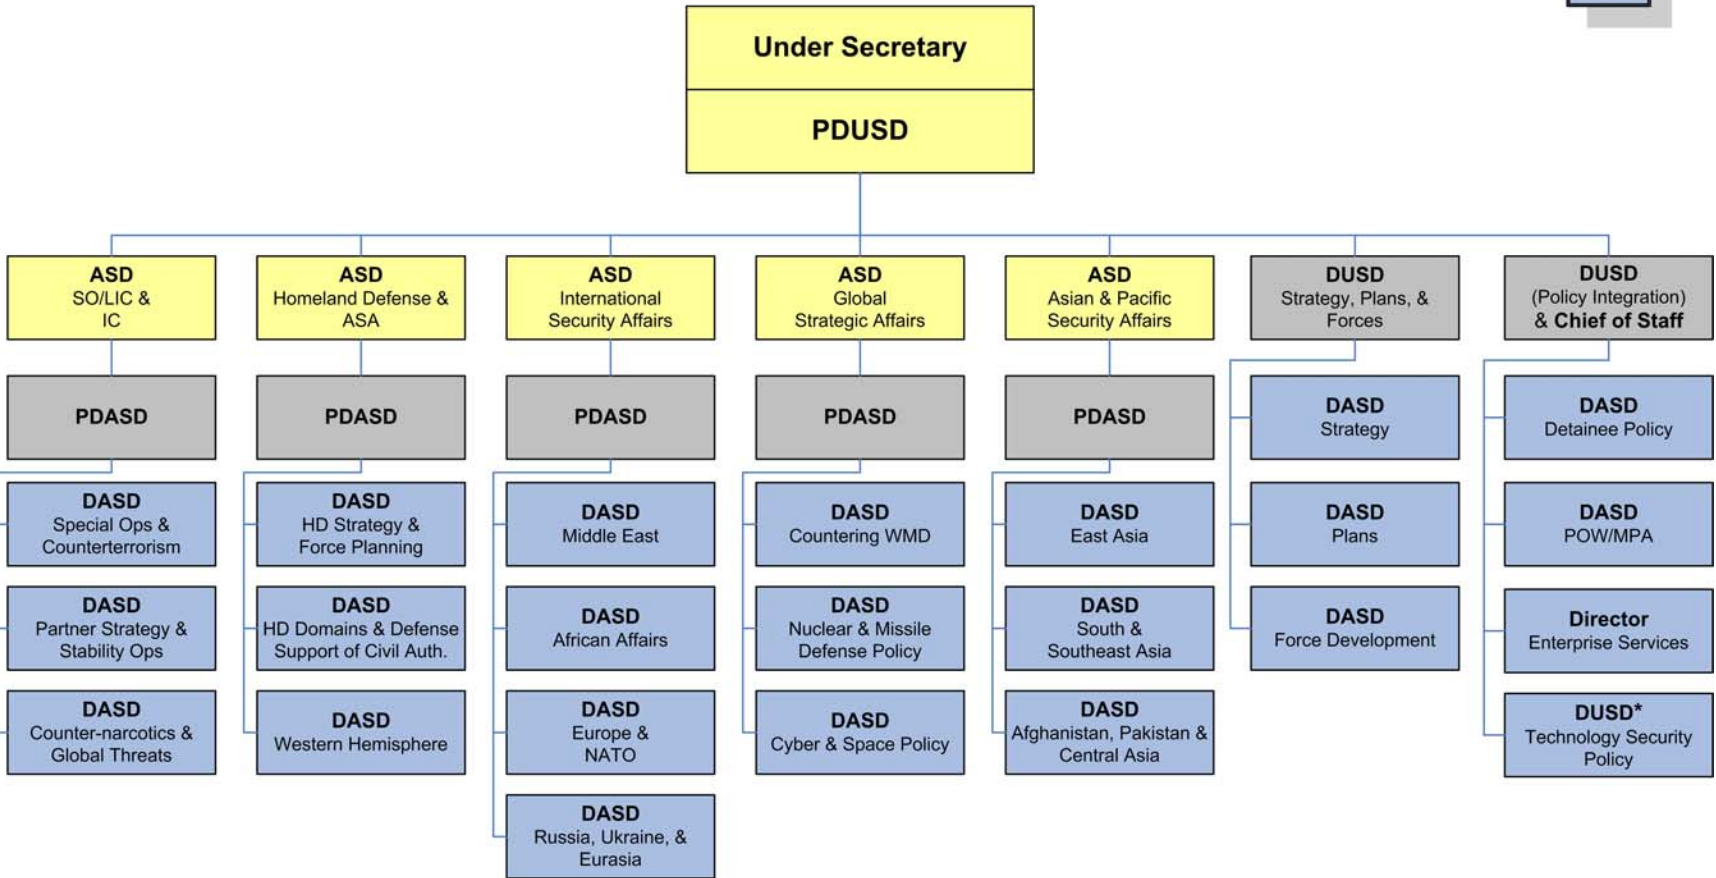 Under Secretary
PDUSD
ASD
SO/LIC &
IC
ASD
Homeland Defense &
ASA
ASD
International
Security Affairs
ASD
Global
Strategic Affairs
ASD
Asian & Pacific
Security Affairs
DUSD
Strategy, Plans, &
Forces
DUSD
(Policy Integration)
& Chief of Staff
PDASD
PDASD
PDASD
PDASD
PDASD
DASD
Strategy
DASD
Detainee Policy
DASD
Special Ops &
Counterterrorism
DASD
HD Strategy &
Force Planning
DASD
Middle East
DASD
Countering WMD
DASD
East Asia
DASD
Plans
DASD
POW/MPA
DASD
Partner Strategy &
Stability Ops
DASD
HD Domains & Defense
Support of Civil Auth.
DASD
African Affairs
DASD
Nuclear & Missile
Defense Policy
DASD
South &
Southeast Asia
DASD
Force Development
Director
Enterprise Services
DASD
Counter-narcotics &
Global Threats
DASD
Western Hemisphere
DASD
Europe &
NATO
DASD
Cyber & Space Policy
DASD
Afghanistan, Pakistan &
Central Asia
DUSD*
Technology Security
Policy
DASD
Russia, Ukraine, &
Eurasia